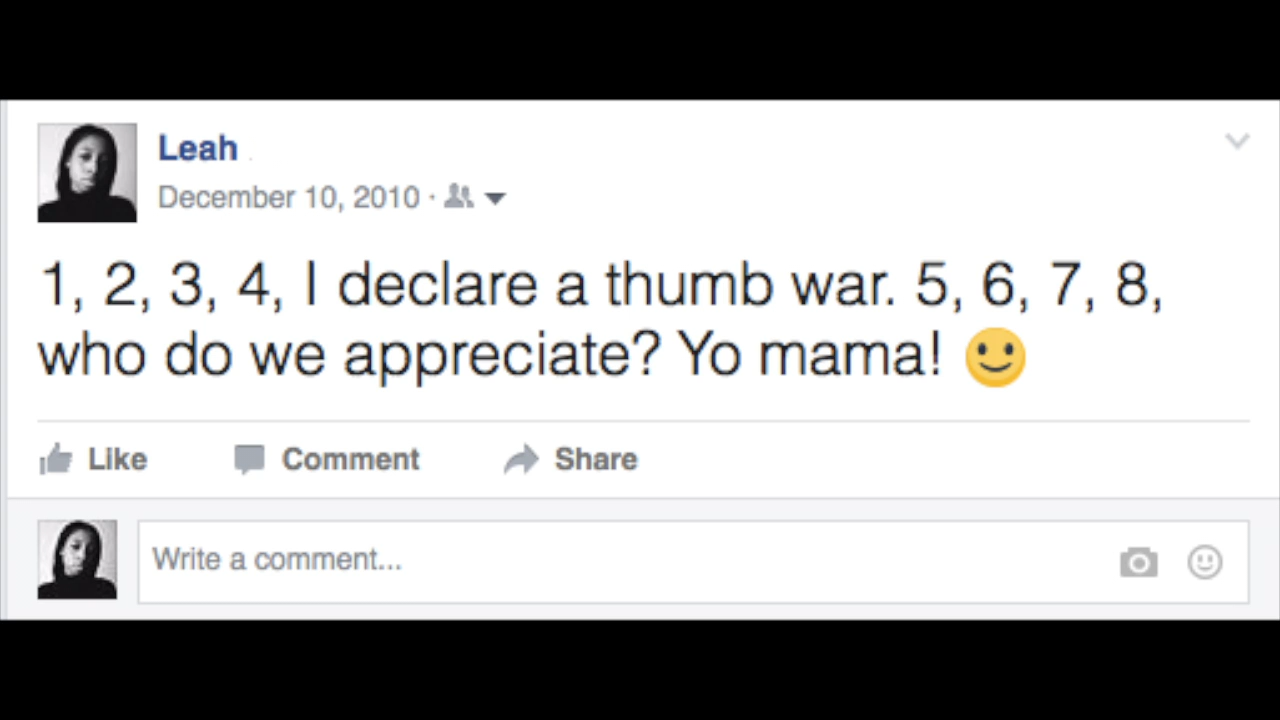 Leah
December 10, 2010 ·
1, 2, 3, 4, I declare a thumb war. 5, 6, 7, 8,
who do we appreciate? Yo mama! 🙂
Like Comment Share
Write a comment...